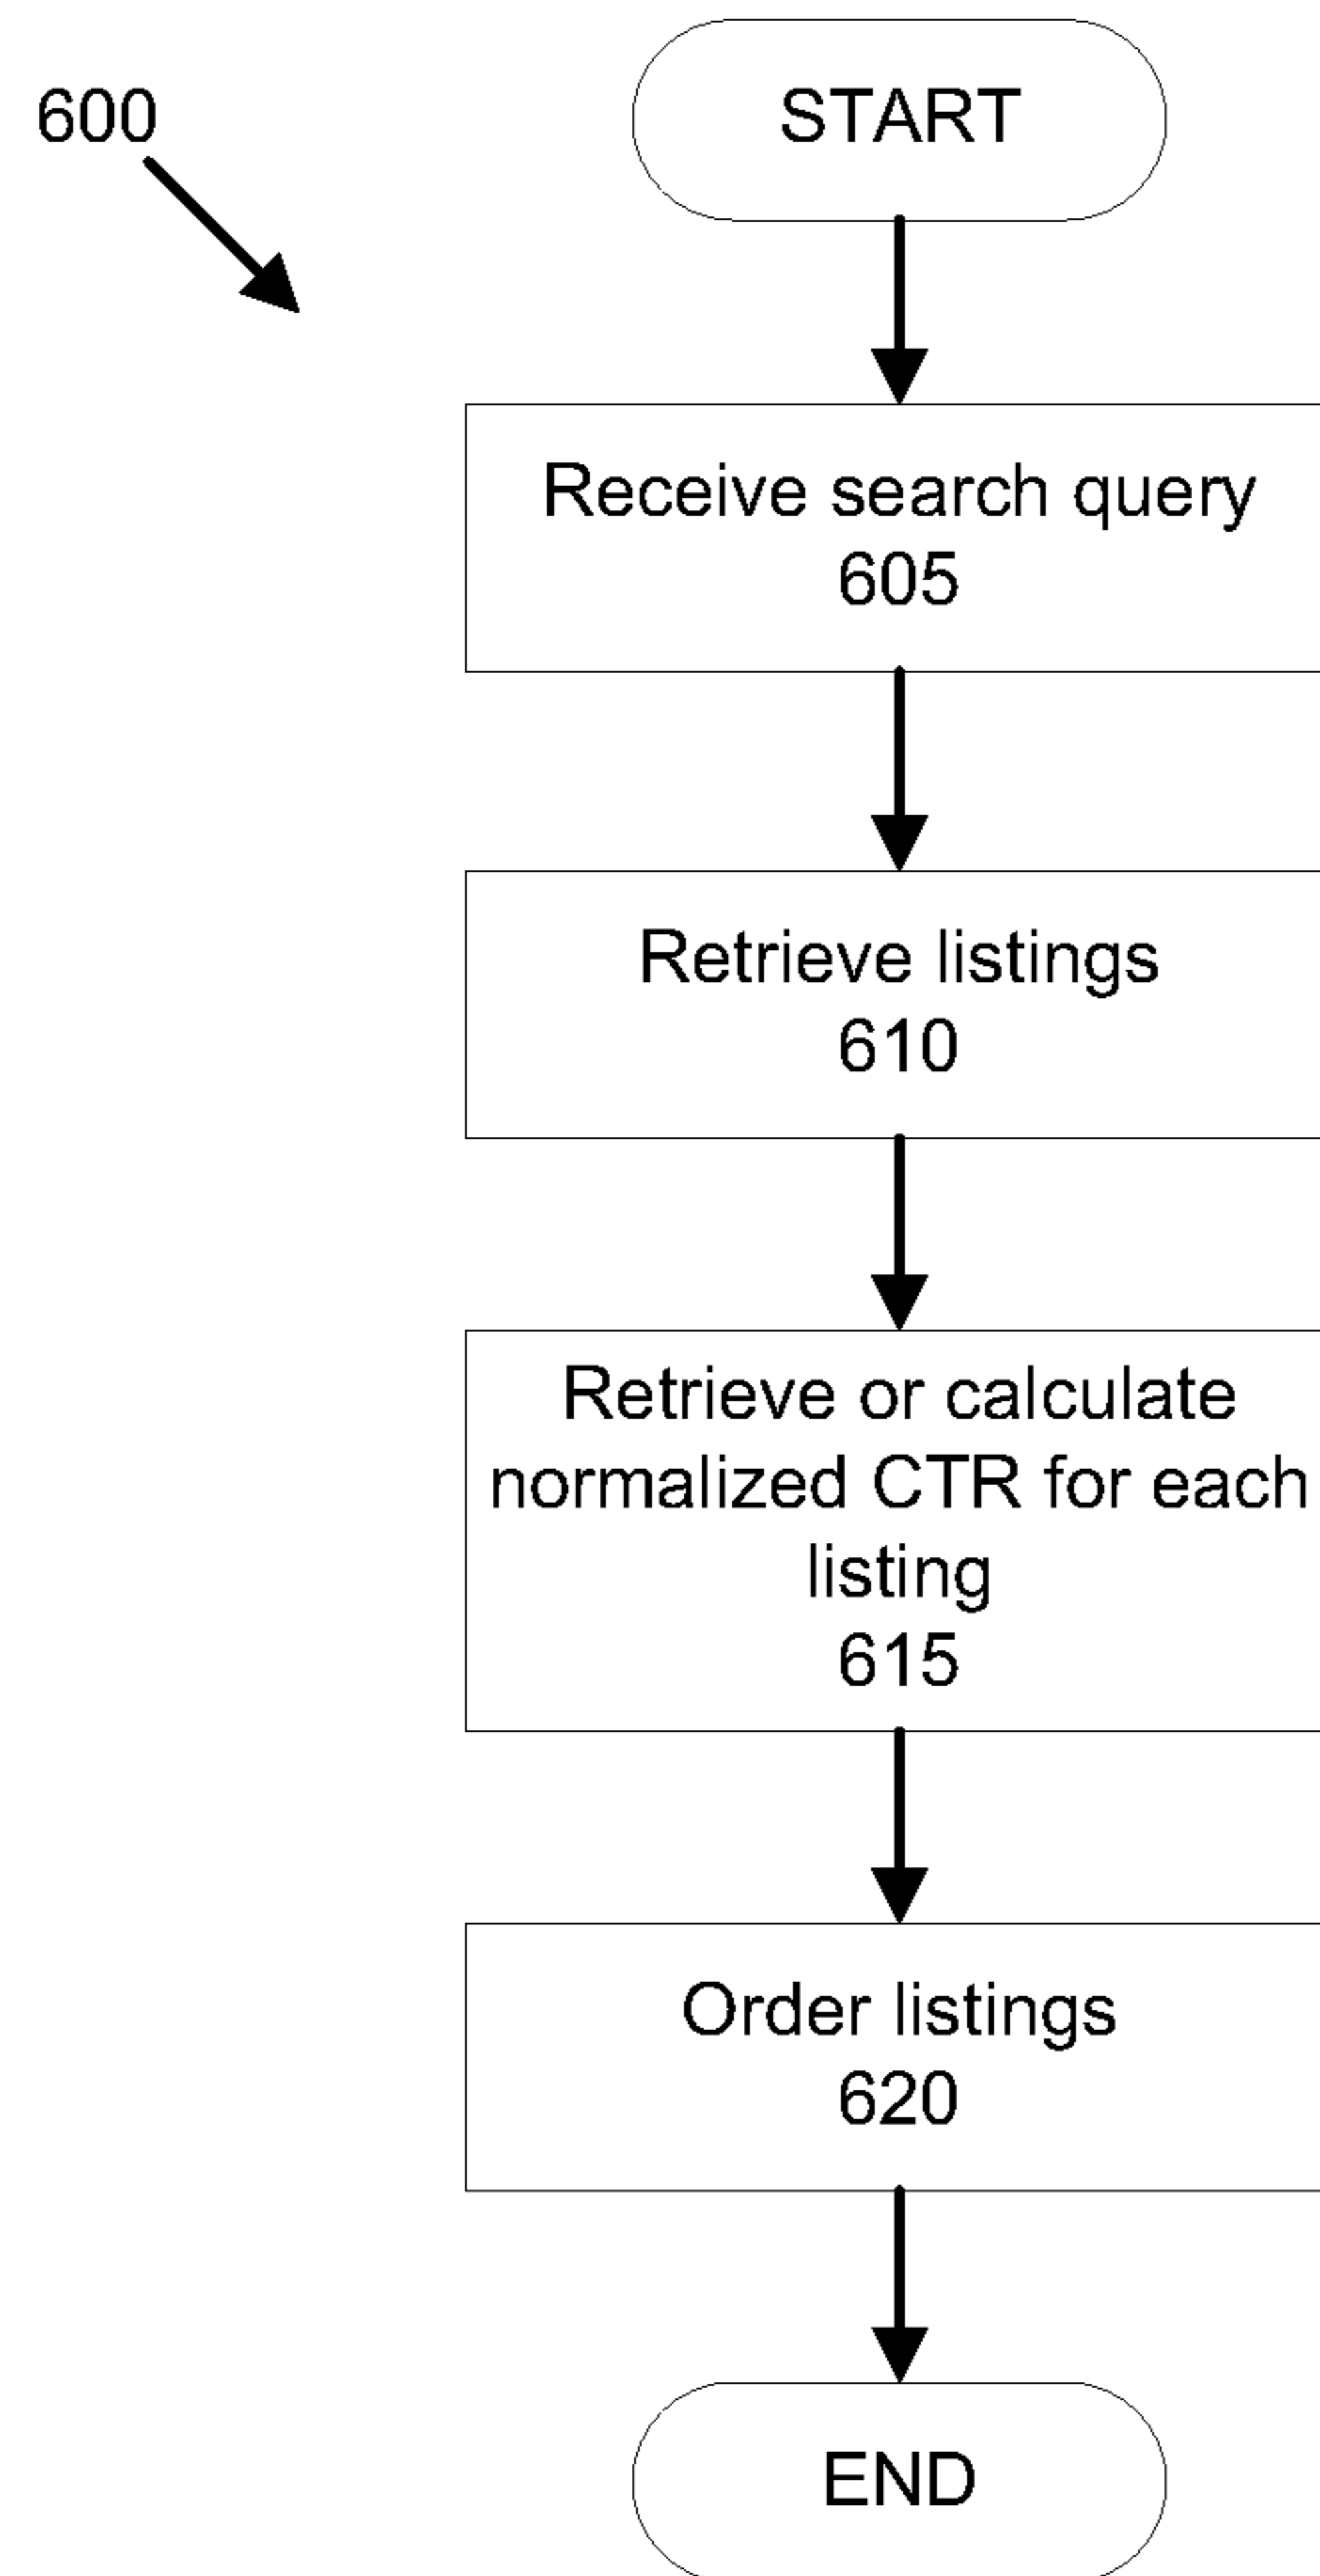 600
START
Receive search query
605
Retrieve listings
610
Retrieve or calculate
normalized CTR for each
listing
615
Order listings
620
END